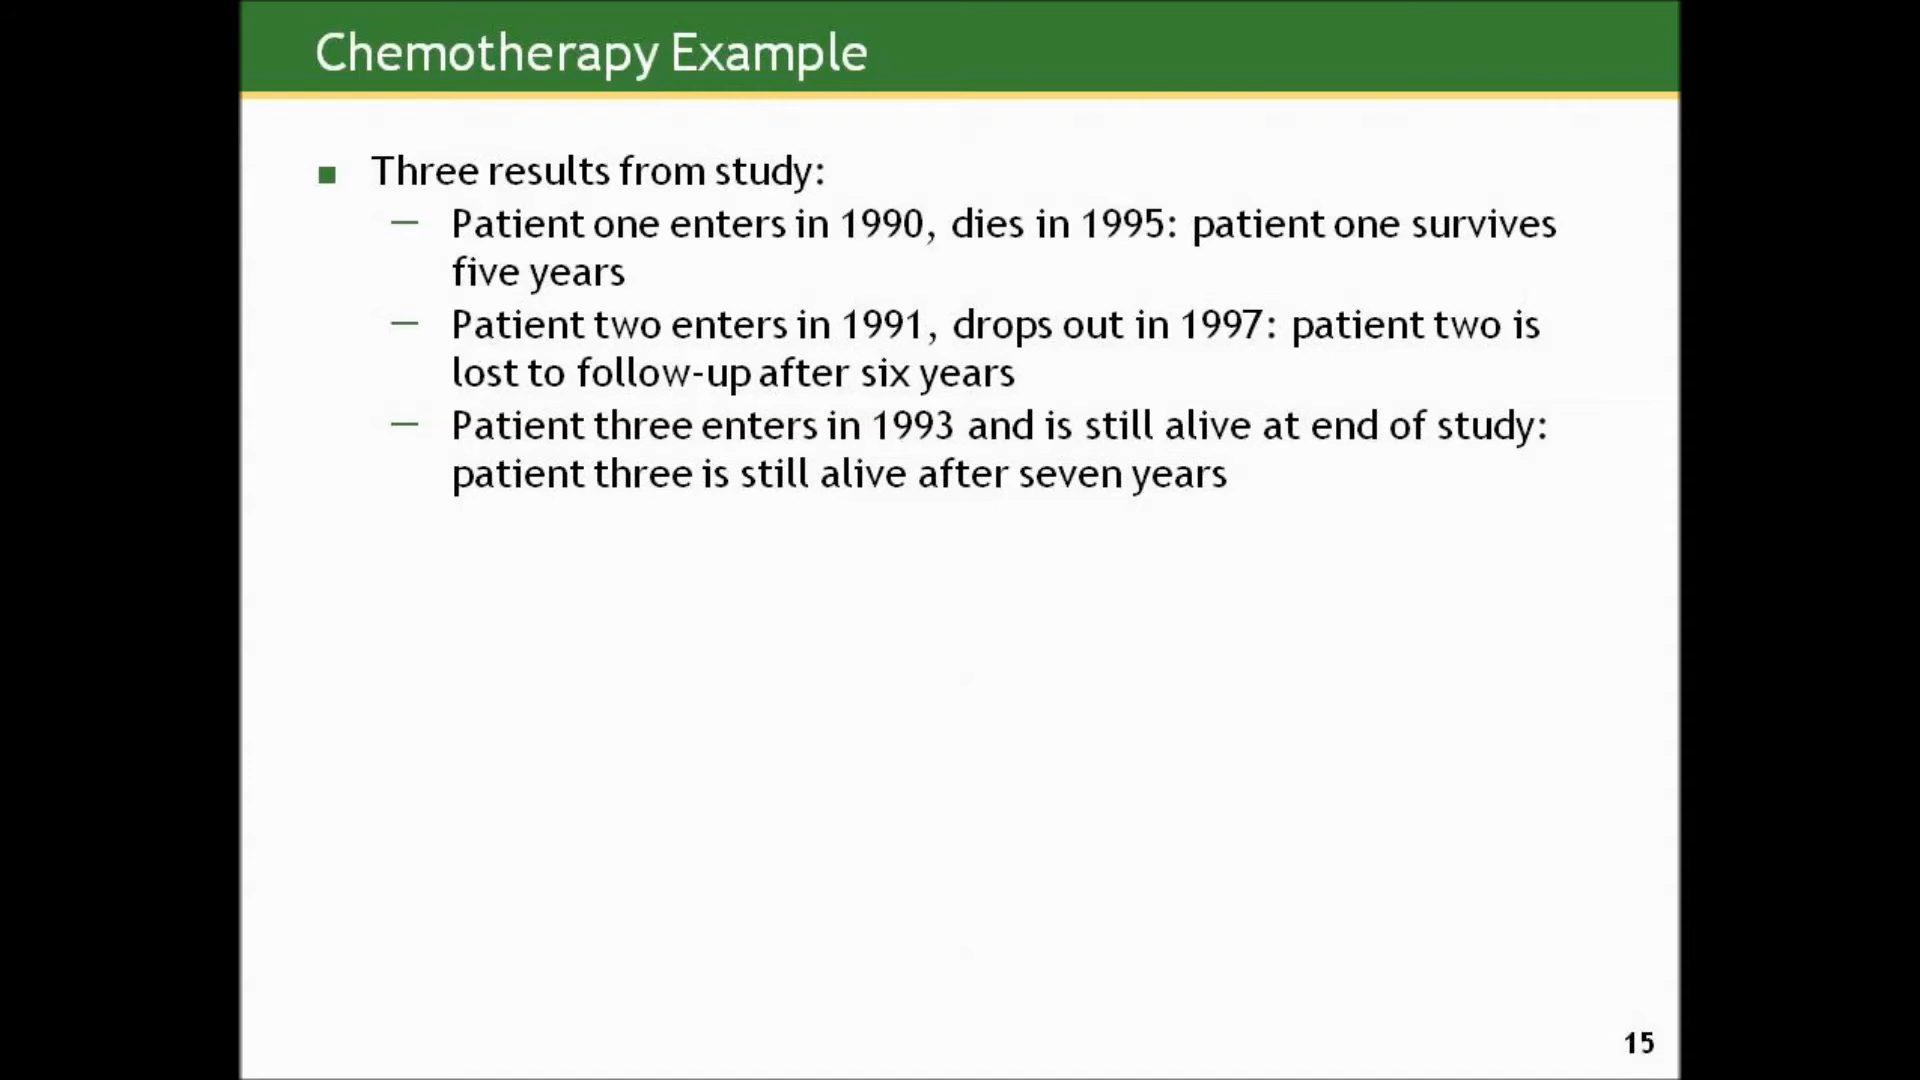 Chemotherapy Example
■ Three results from study:
— Patient one enters in 1990, dies in 1995: patient one survives
five years
— Patient two enters in 1991, drops out in 1997: patient two is
lost to follow-up after six years
— Patient three enters in 1993 and is still alive at end of study:
patient three is still alive after seven years
15